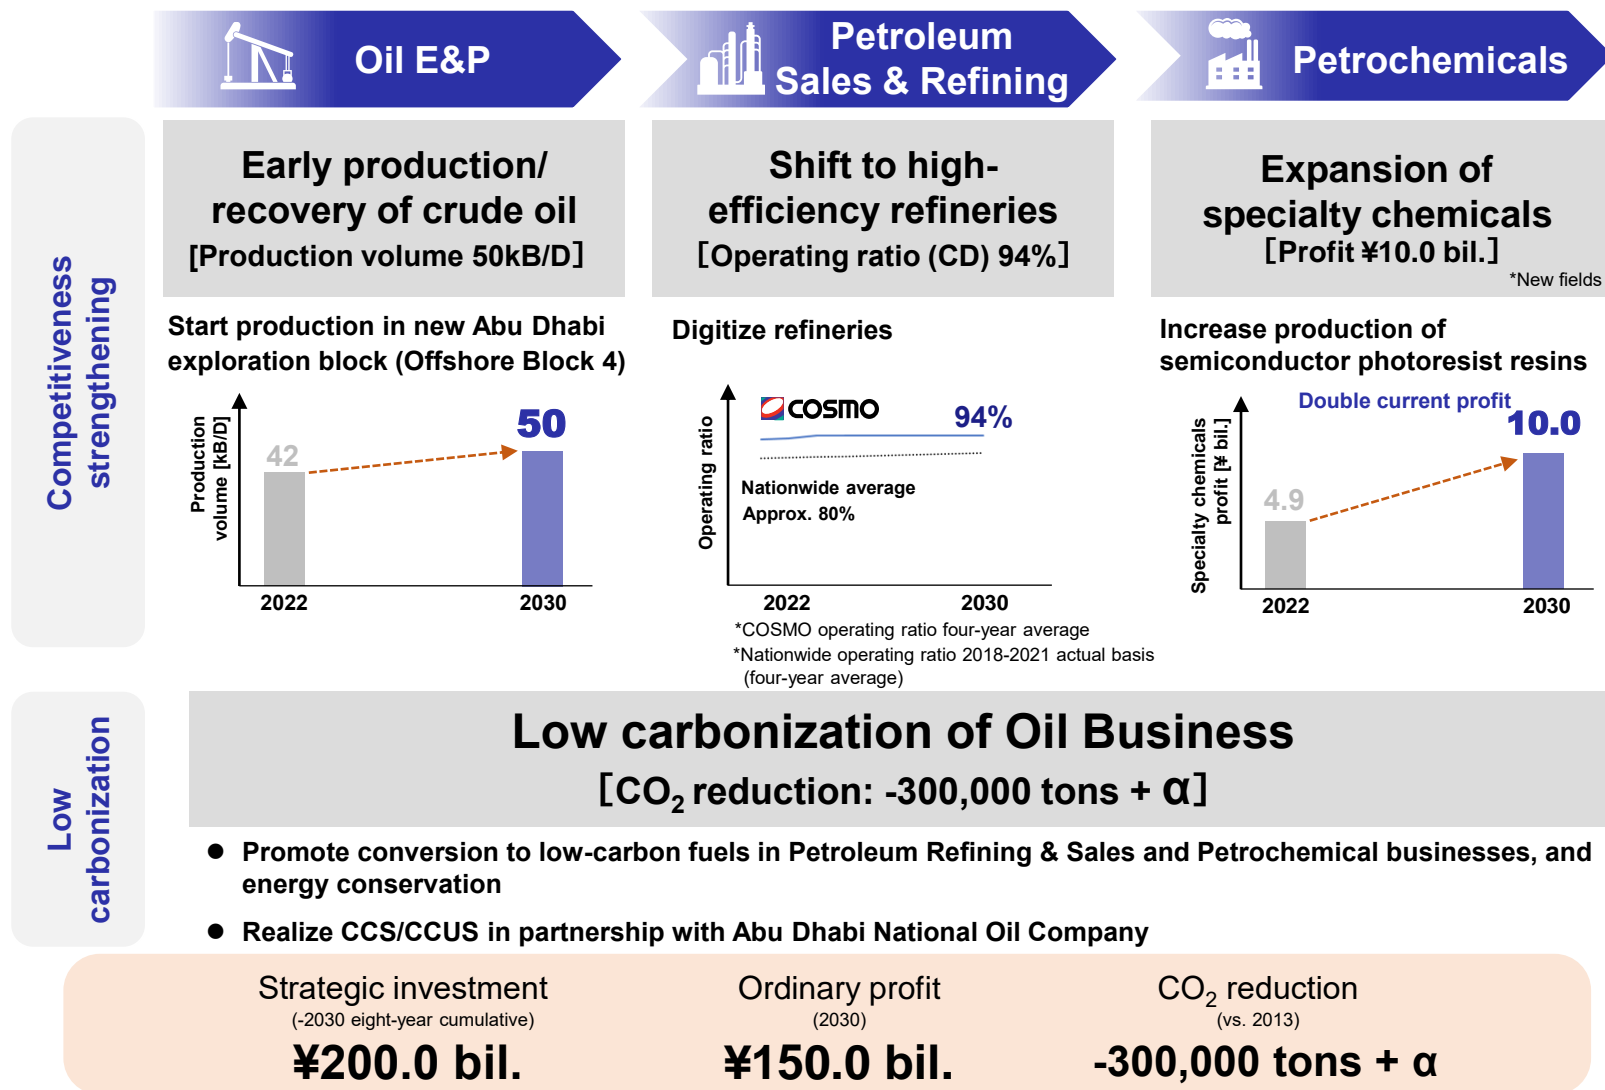 Oil E&P
Petroleum
Sales & Refining
Petrochemicals
Competitiveness
strengthening
Early production/
recovery of crude oil
[Production volume 50kB/D]
Shift to high-
efficiency refineries
[Operating ratio (CD) 94%]
Expansion of
specialty chemicals
[Profit ¥10.0 bil.]
*New fields
Start production in new Abu Dhabi
exploration block (Offshore Block 4)
Production
volume [kB/D]
42
50
2022
2030
Digitize refineries
Operating ratio
COSMO
94%
Nationwide average
Approx. 80%
2022
2030
*COSMO operating ratio four-year average
*Nationwide operating ratio 2018-2021 actual basis
(four-year average)
Increase production of
semiconductor photoresist resins
Specialty chemicals
profit [¥ bil.]
Double current profit
4.9
10.0
2022
2030
Low
carbonization
Low carbonization of Oil Business
[CO₂ reduction: -300,000 tons + α]
● Promote conversion to low-carbon fuels in Petroleum Refining & Sales and Petrochemical businesses, and
energy conservation
● Realize CCS/CCUS in partnership with Abu Dhabi National Oil Company
Strategic investment
(-2030 eight-year cumulative)
¥200.0 bil.
Ordinary profit
(2030)
¥150.0 bil.
CO₂ reduction
(vs. 2013)
-300,000 tons + α